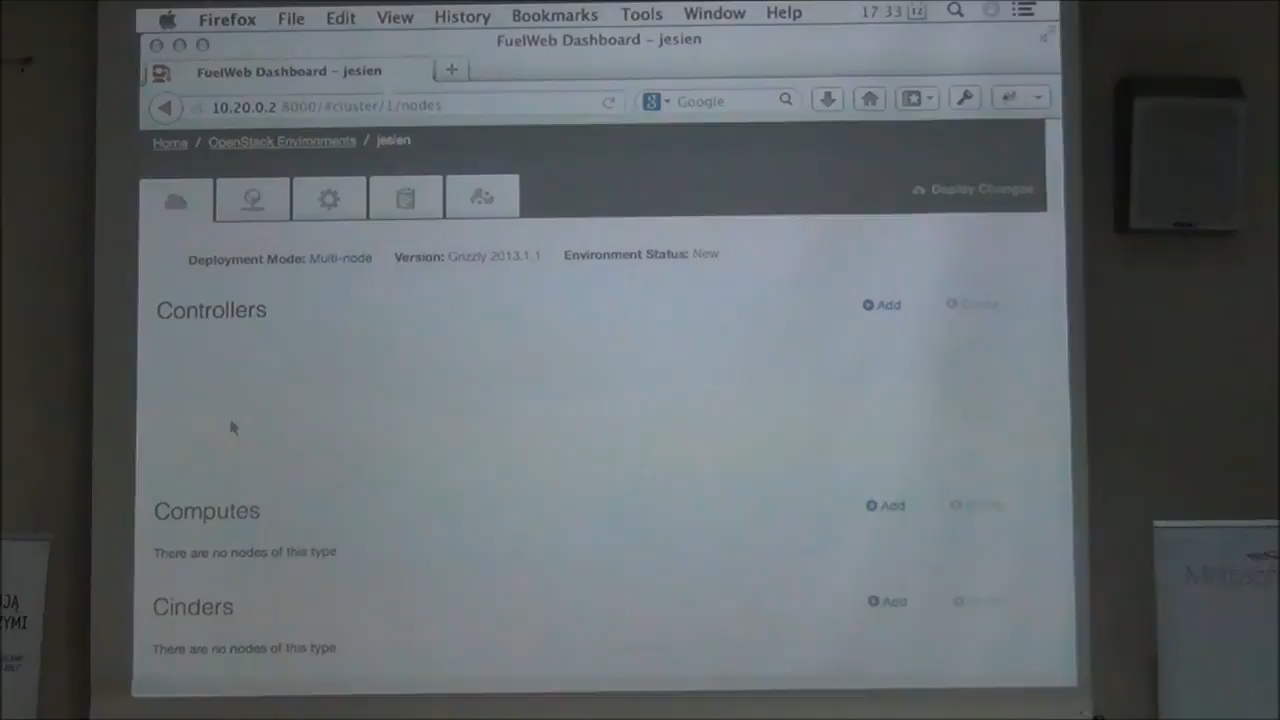 Firefox File Edit View History Bookmarks Tools Window Help 17 33 12
FuelWeb Dashboard – jesien
FuelWeb Dashboard – jesien
10.20.0.2:8000/#cluster/1/nodes
Google
Home / OpenStack Environments / jesien
Deploy Changes
Deployment Mode: Multi-node Version: Grizzly 2013.1.1 Environment Status: New
Controllers
Add
Computes
Add
There are no nodes of this type
Cinders
Add
There are no nodes of this type